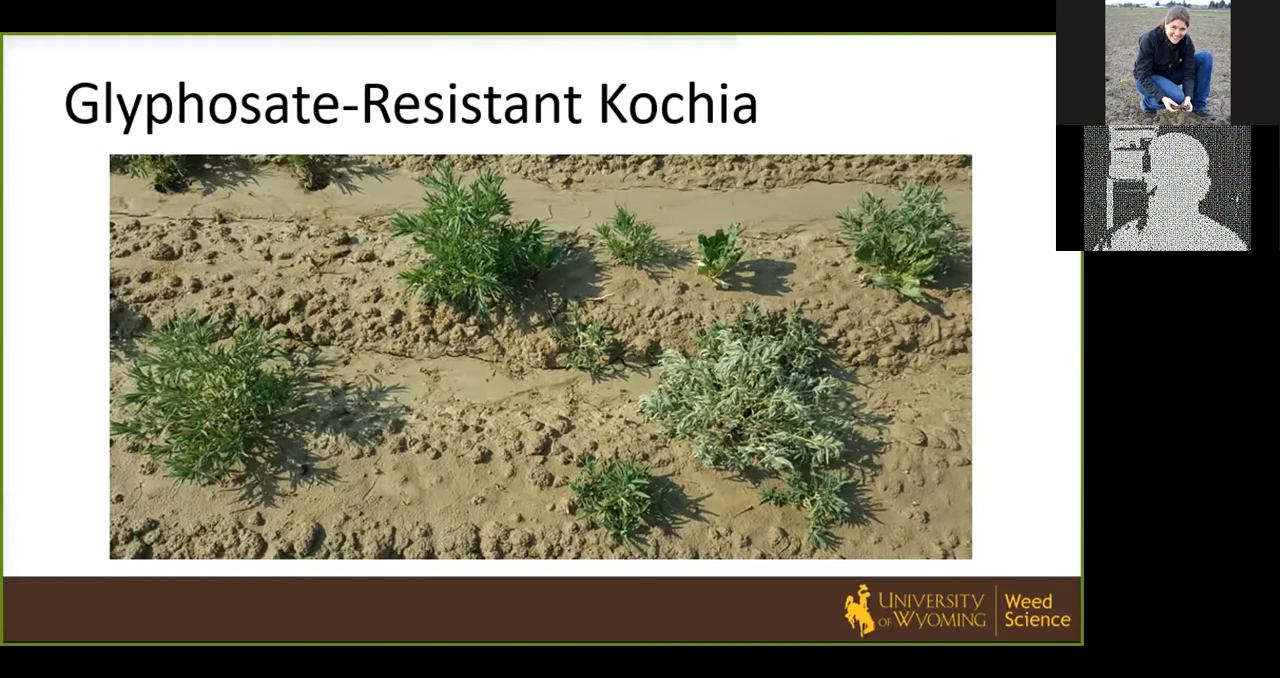 Glyphosate-Resistant Kochia
UNIVERSITY
OF WYOMING
Weed
Science